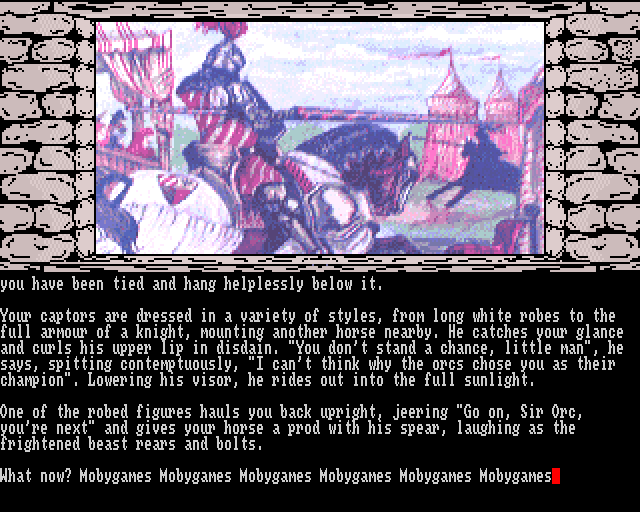 you have been tied and hang helplessly below it.
Your captors are dressed in a variety of styles, from long white robes to the
full armour of a knight, mounting another horse nearby. He catches your glance
and curls his upper lip in disdain. "You don't stand a chance, little man", he
says, spitting contemptuously, "I can't think why the orcs chose you as their
champion". Lowering his visor, he rides out into the full sunlight.
One of the robed figures hauls you back upright, jeering "Go on, Sir Orc,
you're next" and gives your horse a prod with his spear, laughing as the
frightened beast rears and bolts.
What now? Mobygames Mobygames Mobygames Mobygames Mobygames Mobygames